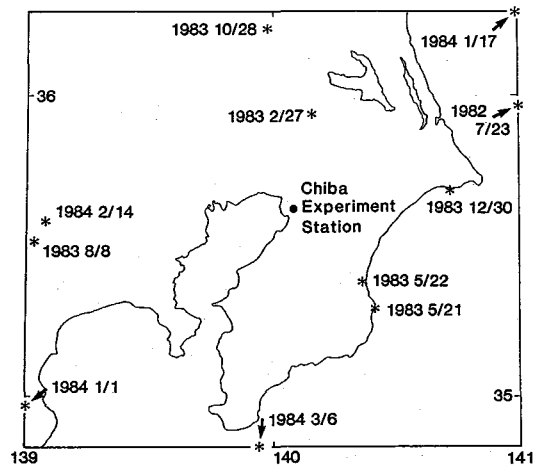 1983 10/28 *
*
1984 1/17
36
1983 2/27 *
1982
7/23
*
Chiba
Experiment
Station
*
1983 12/30
* 1984 2/14
*
1983 8/8
* 1983 5/22
* 1983 5/21
1984 1/1
*
35
1984 3/6
*
139
140
141